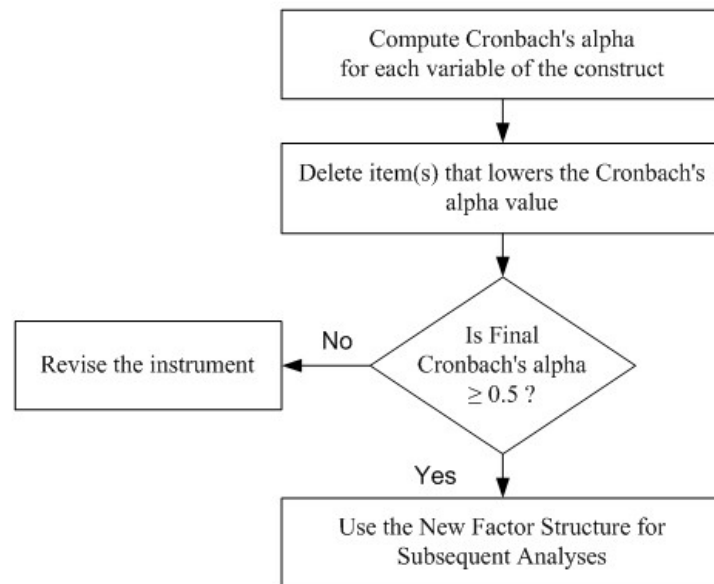 Compute Cronbach's alpha
for each variable of the construct
Delete item(s) that lowers the Cronbach's
alpha value
Is Final
Cronbach's alpha
≥ 0.5 ?
No
Revise the instrument
Yes
Use the New Factor Structure for
Subsequent Analyses